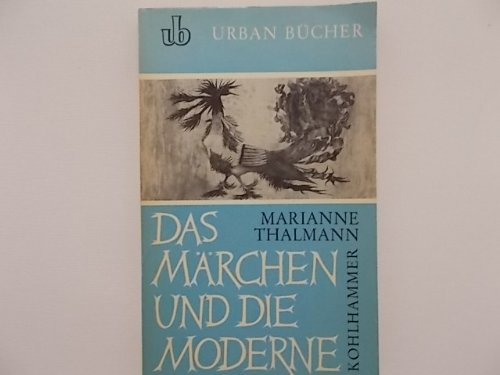 ub URBAN BÜCHER
MARIANNE
THALMANN
DAS
MÄRCHEN
UND DIE
MODERNE
KOHLHAMMER